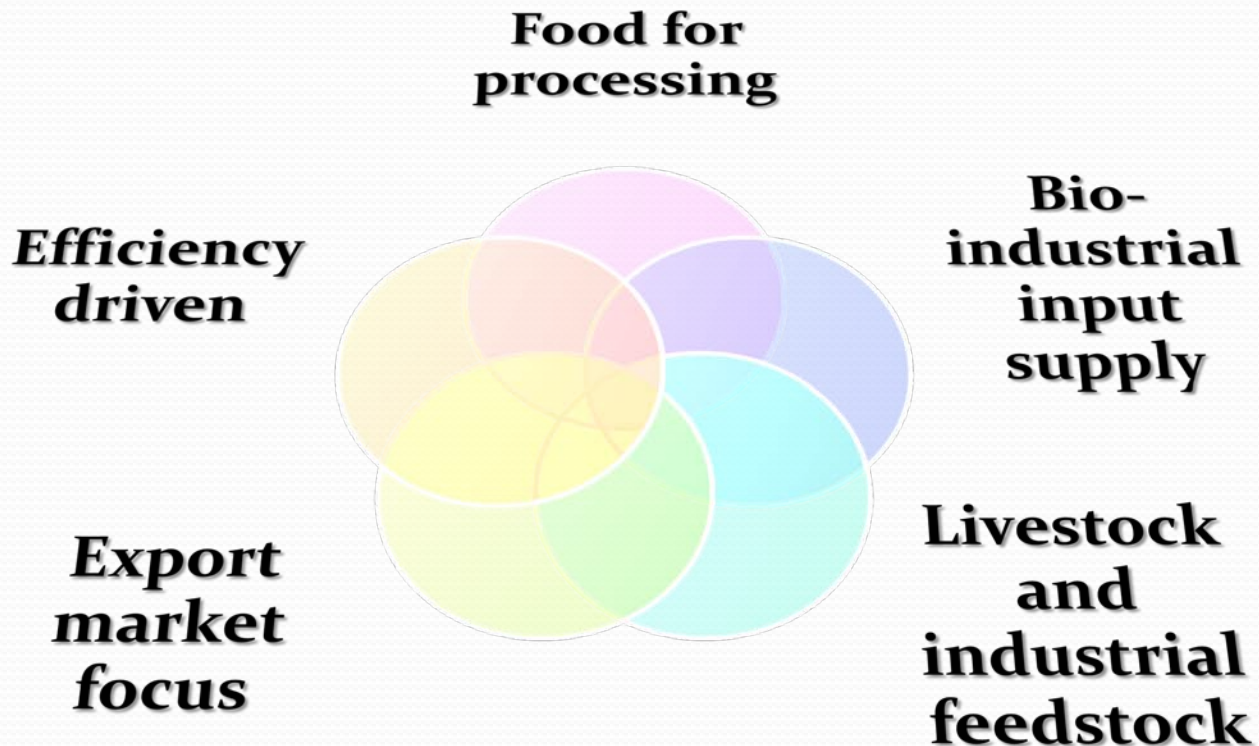 Food for
processing
Bio-
industrial
input
supply
Livestock
and
industrial
feedstock
Export
market
focus
Efficiency
driven